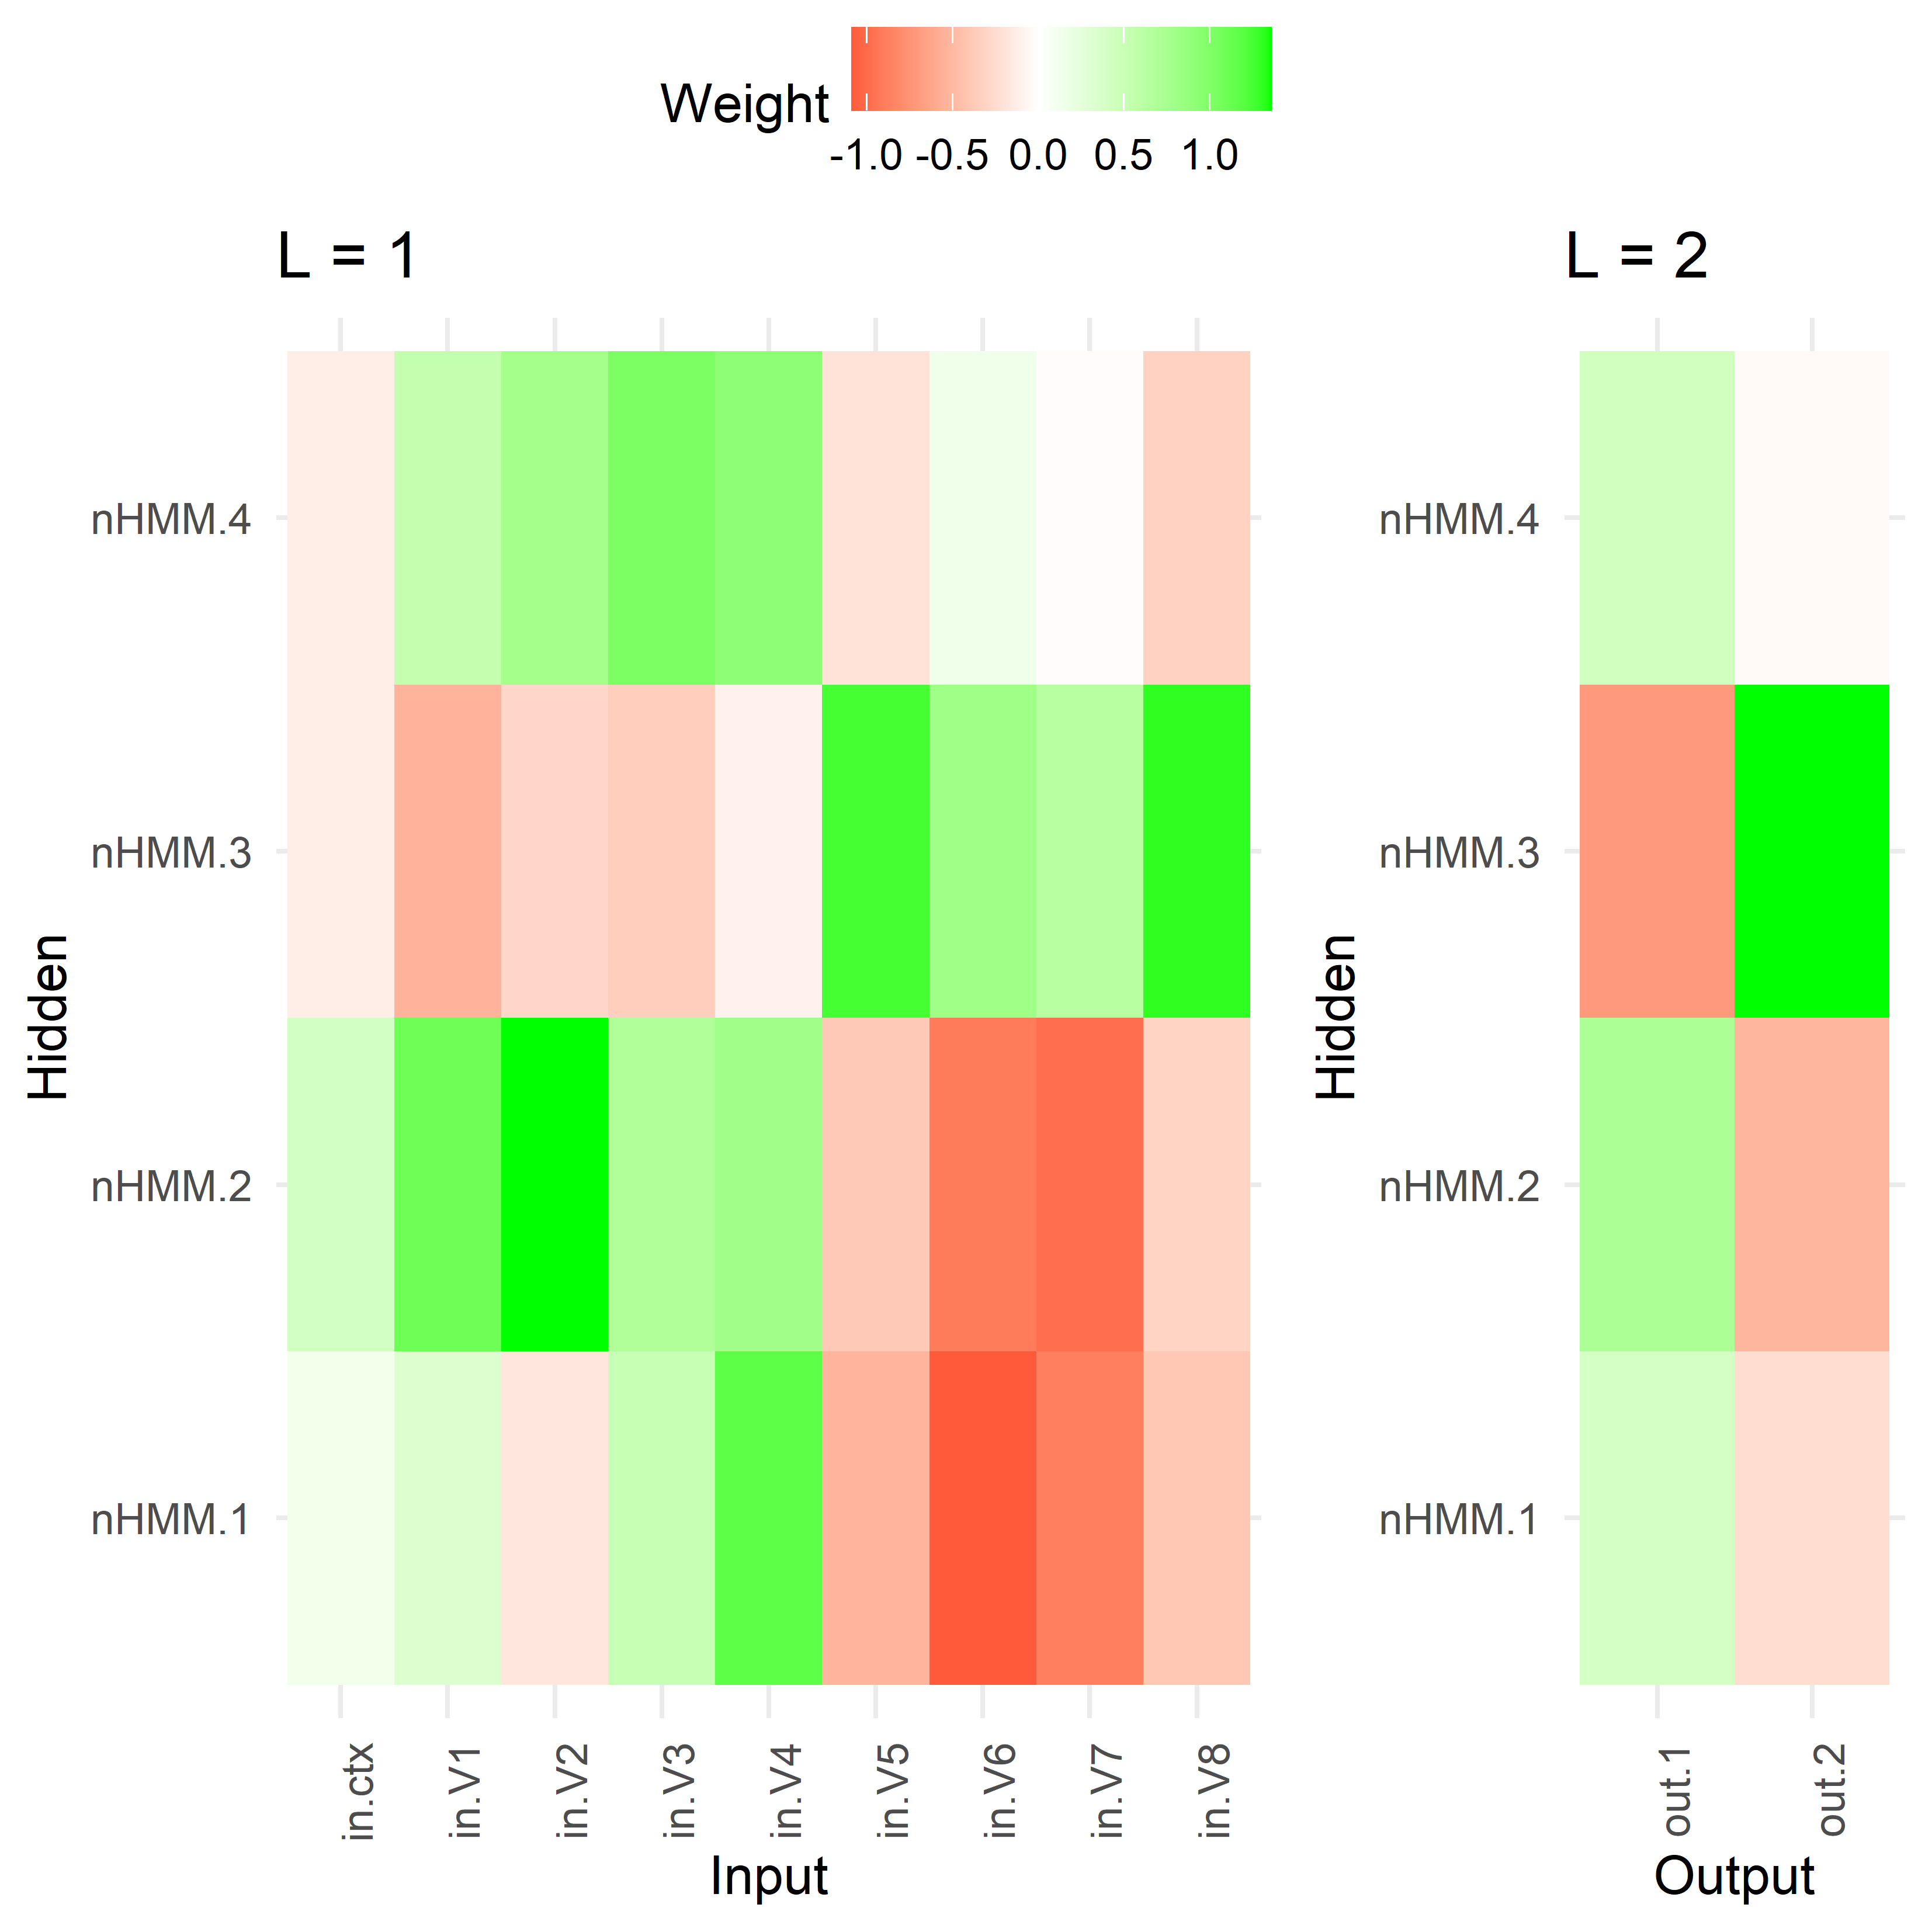 Weight
-1.0 -0.5 0.0 0.5 1.0
L = 1
L = 2
nHMM.4
nHMM.3
nHMM.2
nHMM.1
Hidden
in.ctx in.V1 in.V2 in.V3 in.V4 in.V5 in.V6 in.V7 in.V8
Input
nHMM.4
nHMM.3
nHMM.2
nHMM.1
Hidden
out.1 out.2
Output